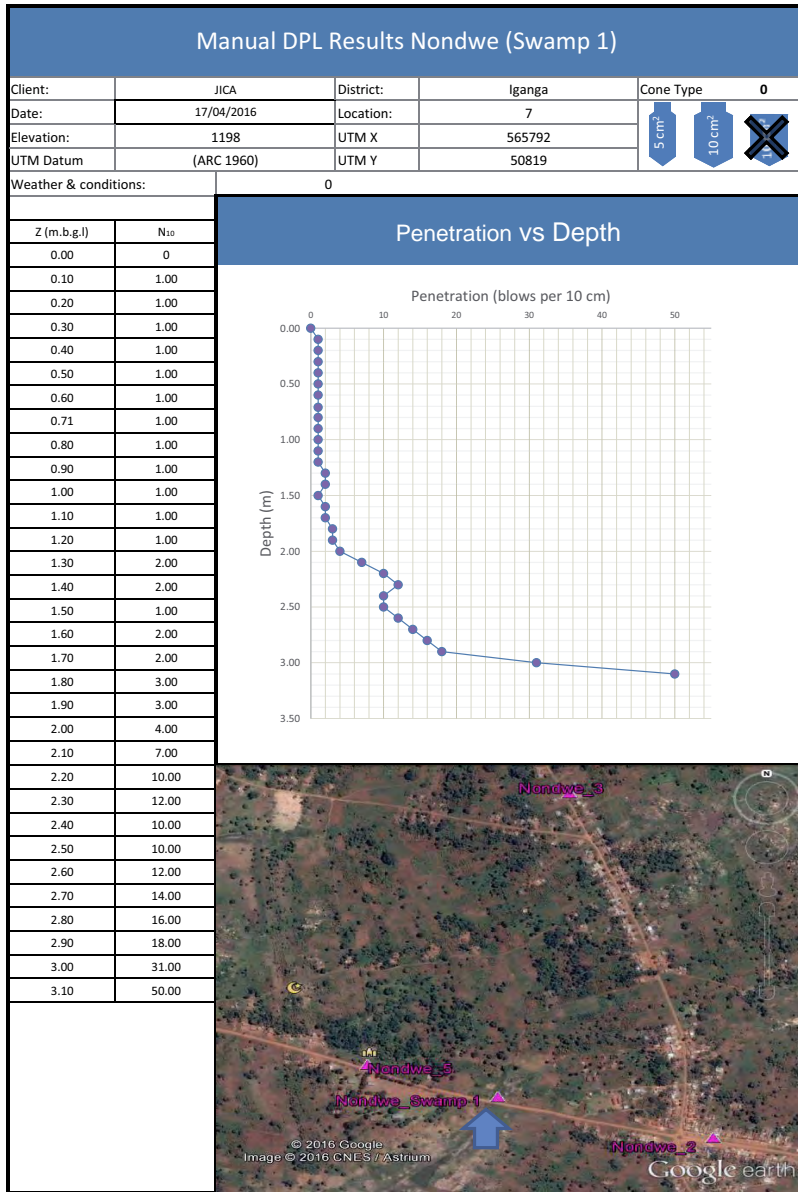 Manual DPL Results Nondwe (Swamp 1)
Client: JICA District: Iganga Cone Type 0
Date: 17/04/2016 Location: 7
Elevation: 1198 UTM X 565792
UTM Datum (ARC 1960) UTM Y 50819
5 cm² 10 cm²
Weather & conditions: 0
Z (m.b.g.l) N₁₀
0.00 0
0.10 1.00
0.20 1.00
0.30 1.00
0.40 1.00
0.50 1.00
0.60 1.00
0.71 1.00
0.80 1.00
0.90 1.00
1.00 1.00
1.10 1.00
1.20 1.00
1.30 2.00
1.40 2.00
1.50 1.00
1.60 2.00
1.70 2.00
1.80 3.00
1.90 3.00
2.00 4.00
2.10 7.00
2.20 10.00
2.30 12.00
2.40 10.00
2.50 10.00
2.60 12.00
2.70 14.00
2.80 16.00
2.90 18.00
3.00 31.00
3.10 50.00
Penetration vs Depth
Penetration (blows per 10 cm)
0 10 20 30 40 50
0.00
0.50
1.00
1.50
2.00
2.50
3.00
3.50
Depth (m)
N
Nondwe_3
Nondwe_5
Nondwe_Swamp 1
Nondwe_2
© 2016 Google
Image © 2016 CNES / Astrium
Google earth